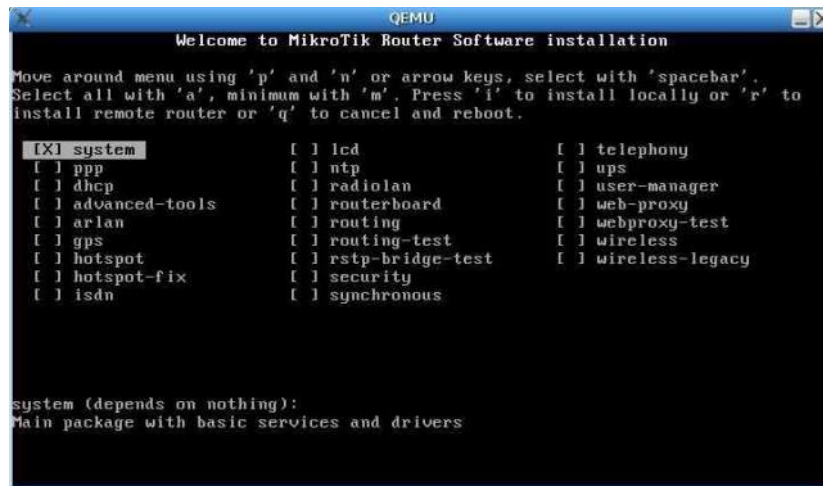 QEMU
Welcome to MikroTik Router Software installation
Move around menu using 'p' and 'n' or arrow keys, select with 'spacebar'.
Select all with 'a', minimum with 'm'. Press 'i' to install locally or 'r' to
install remote router or 'q' to cancel and reboot.
[X] system [ ] lcd [ ] telephony
[ ] ppp [ ] ntp [ ] ups
[ ] dhcp [ ] radiolan [ ] user-manager
[ ] advanced-tools [ ] routerboard [ ] web-proxy
[ ] arlan [ ] routing [ ] webproxy-test
[ ] gps [ ] routing-test [ ] wireless
[ ] hotspot [ ] rstp-bridge-test [ ] wireless-legacy
[ ] hotspot-fix [ ] security
[ ] isdn [ ] synchronous
system (depends on nothing):
Main package with basic services and drivers